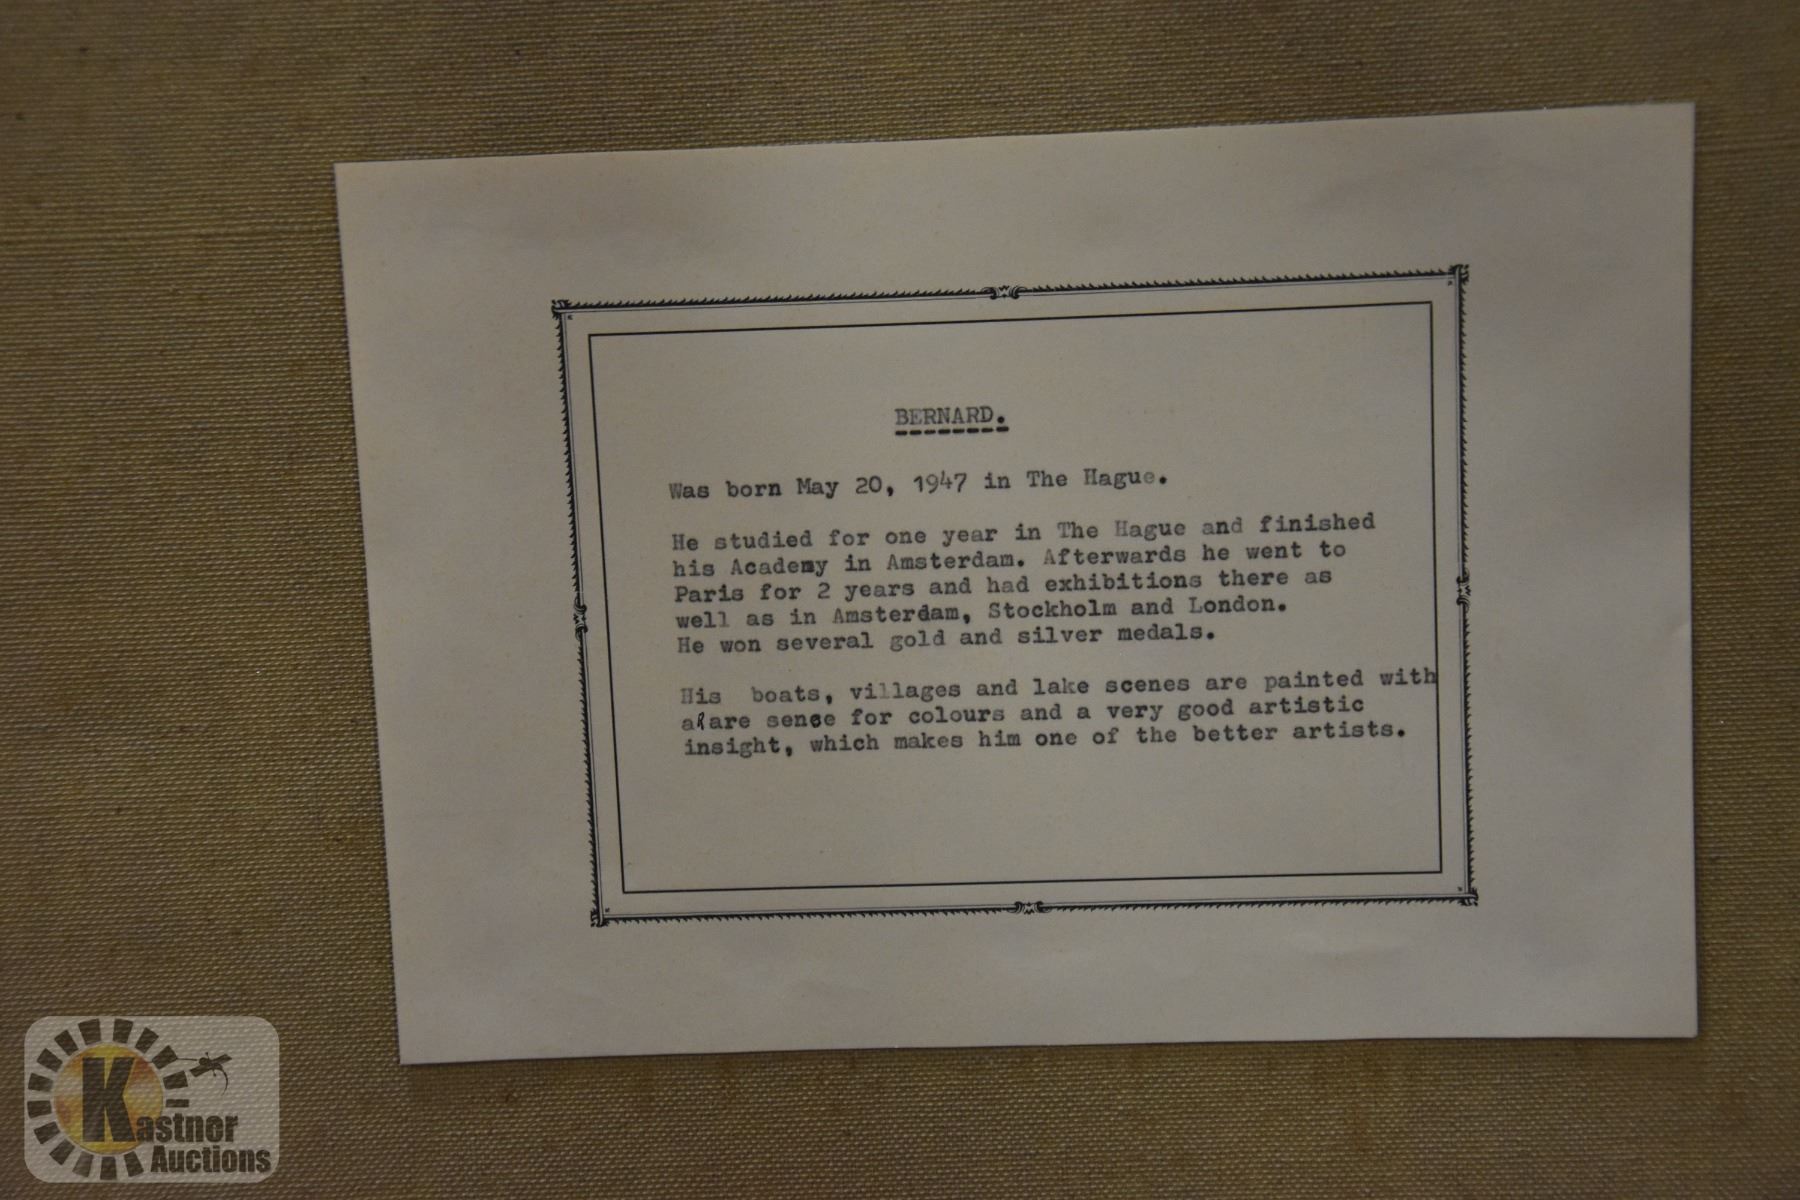 BERNARD.
Was born May 20, 1947 in The Hague.
He studied for one year in The Hague and finished
his Academy in Amsterdam. Afterwards he went to
Paris for 2 years and had exhibitions there as
well as in Amsterdam, Stockholm and London.
He won several gold and silver medals.
His boats, villages and lake scenes are painted with
aRare sense for colours and a very good artistic
insight, which makes him one of the better artists.
Kastner
Auctions